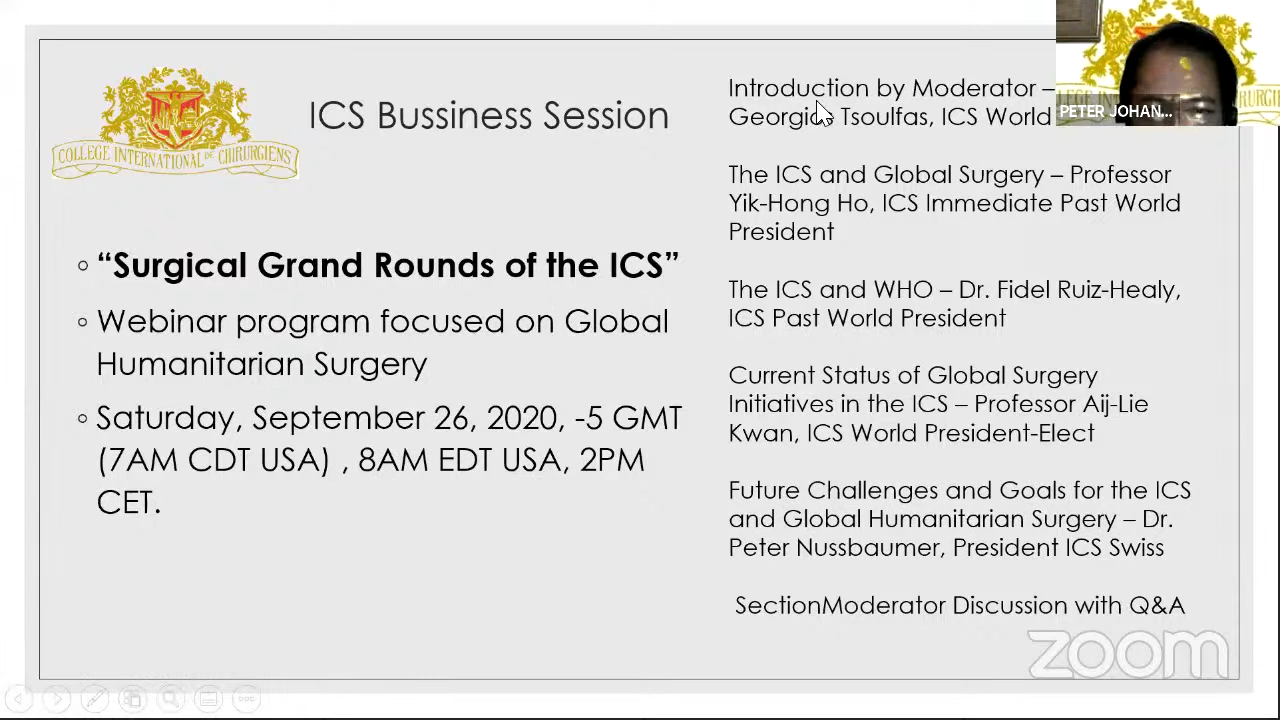 COLLEGE INTERNATIONAL DE CHIRURGIENS
ICS Bussiness Session
◦ “Surgical Grand Rounds of the ICS”
◦ Webinar program focused on Global
Humanitarian Surgery
◦ Saturday, September 26, 2020, -5 GMT
(7AM CDT USA) , 8AM EDT USA, 2PM
CET.
Introduction by Moderator –
Georgios Tsoulfas, ICS World
The ICS and Global Surgery – Professor
Yik-Hong Ho, ICS Immediate Past World
President
The ICS and WHO – Dr. Fidel Ruiz-Healy,
ICS Past World President
Current Status of Global Surgery
Initiatives in the ICS – Professor Aij-Lie
Kwan, ICS World President-Elect
Future Challenges and Goals for the ICS
and Global Humanitarian Surgery – Dr.
Peter Nussbaumer, President ICS Swiss
SectionModerator Discussion with Q&A
PETER JOHAN...
zoom